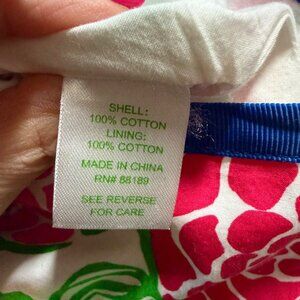 SHELL:
100% COTTON
LINING:
100% COTTON
MADE IN CHINA
RN# 88189
SEE REVERSE
FOR CARE